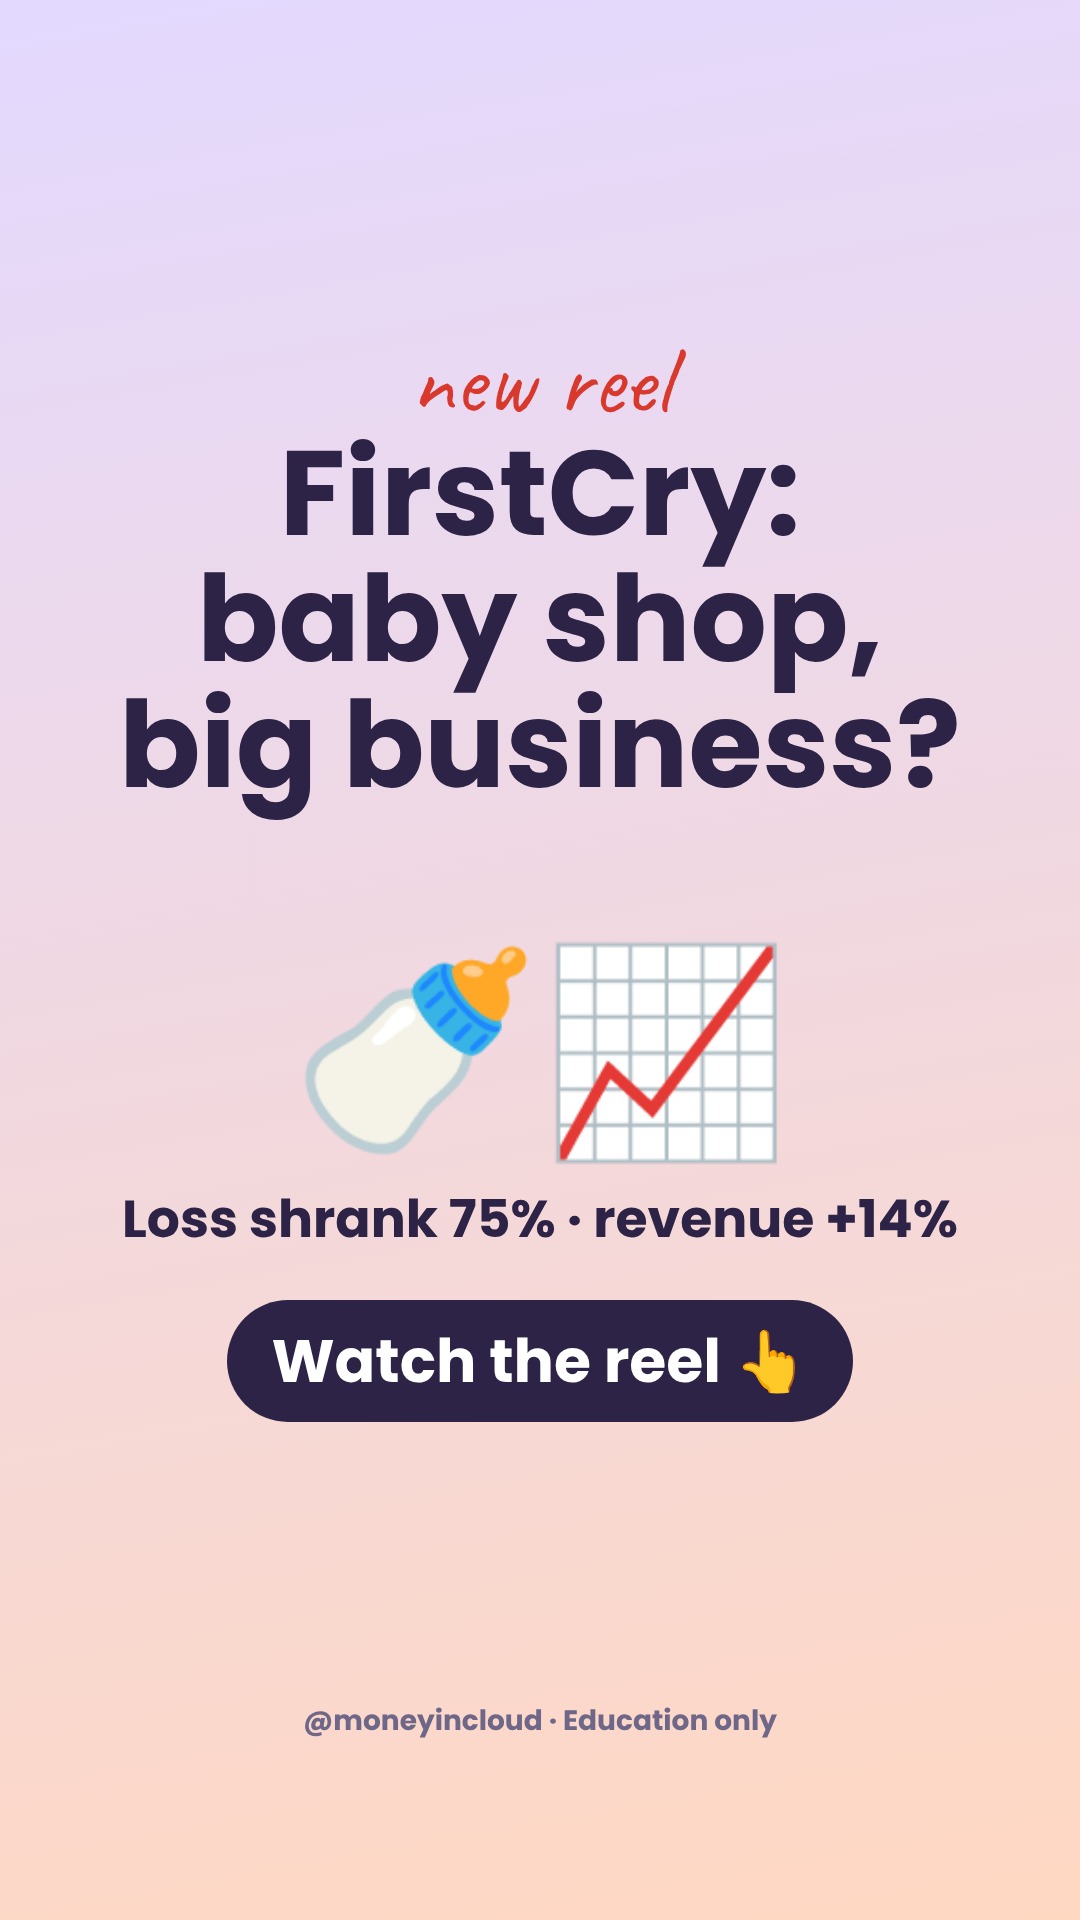 new reel
FirstCry:
baby shop,
big business?
Loss shrank 75% · revenue +14%
Watch the reel 👆
@moneyincloud · Education only